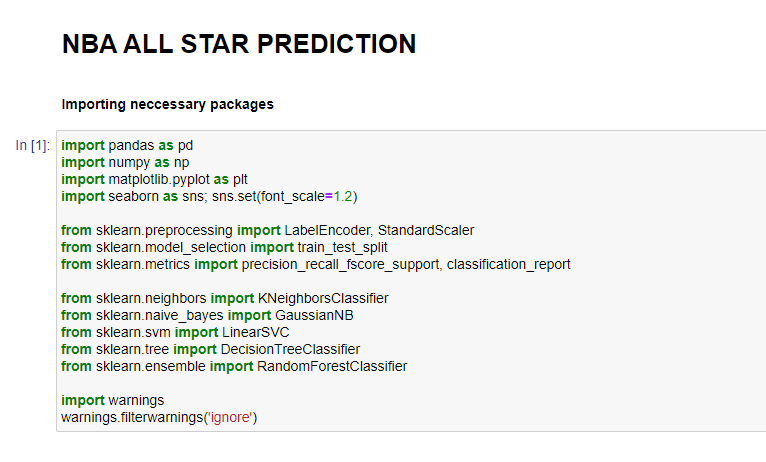 NBA ALL STAR PREDICTION
Importing neccessary packages
In [1]:
import pandas as pd
import numpy as np
import matplotlib.pyplot as plt
import seaborn as sns; sns.set(font_scale=1.2)
from sklearn.preprocessing import LabelEncoder, StandardScaler
from sklearn.model_selection import train_test_split
from sklearn.metrics import precision_recall_fscore_support, classification_report
from sklearn.neighbors import KNeighborsClassifier
from sklearn.naive_bayes import GaussianNB
from sklearn.svm import LinearSVC
from sklearn.tree import DecisionTreeClassifier
from sklearn.ensemble import RandomForestClassifier
import warnings
warnings.filterwarnings('ignore')